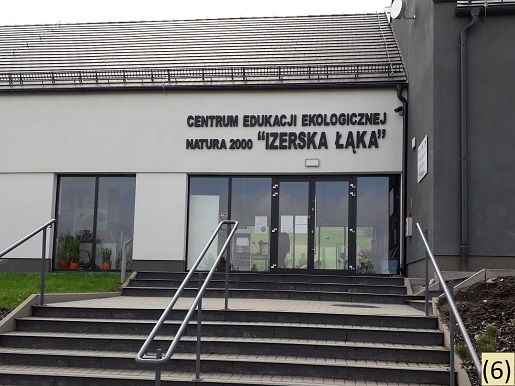 CENTRUM EDUKACJI EKOLOGICZNEJ
NATURA 2000 “IZERSKA ŁĄKA”
(6)